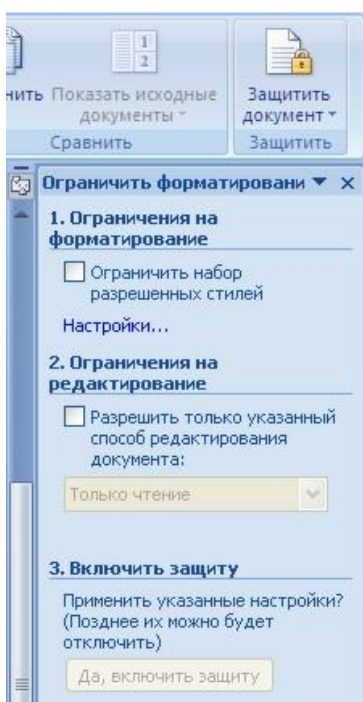 1
2
нить Показать исходные
документы
Защитить
документ
Сравнить
Защитить
Ограничить форматировани
1. Ограничения на
форматирование
Ограничить набор
разрешенных стилей
Настройки...
2. Ограничения на
редактирование
Разрешить только указанный
способ редактирования
документа:
Только чтение
3. Включить защиту
Применить указанные настройки?
(Позднее их можно будет
отключить)
Да, включить защиту